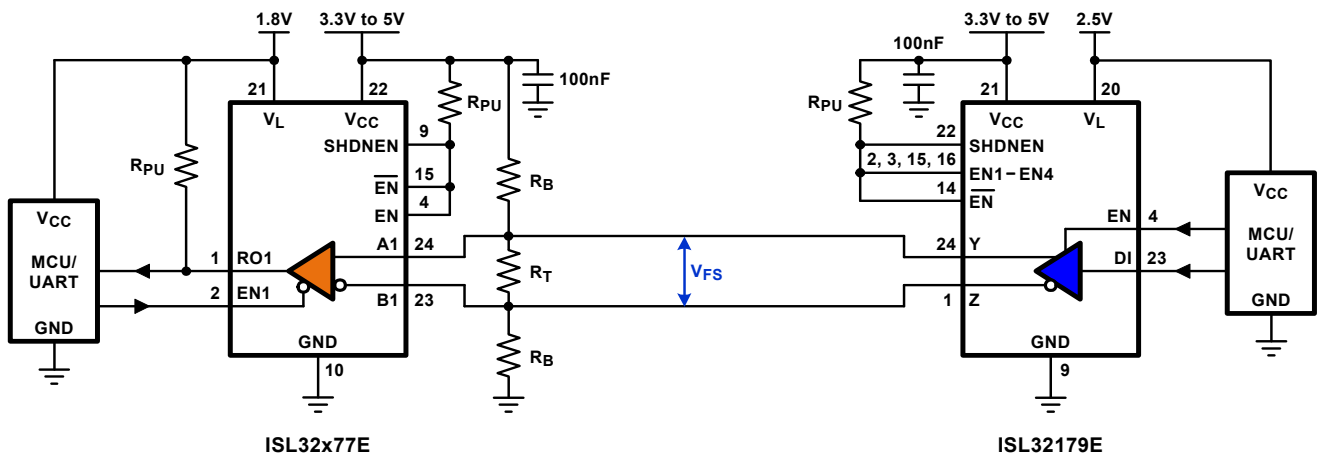 1.8V
3.3V to 5V
3.3V to 5V
2.5V
100nF
21
22
100nF
21
20
RPU
RPU
VL
VCC
VCC
VL
9
SHDNEN
22
SHDNEN
RPU
15
EN
2, 3, 15, 16
EN1–EN4
4
EN
14
EN
RB
VCC
VCC
EN
4
MCU/
UART
1
RO1
A1
24
24
Y
DI
23
MCU/
UART
RT
VFS
2
EN1
B1
23
1
Z
GND
GND
GND
10
RB
GND
9
ISL32x77E
ISL32179E